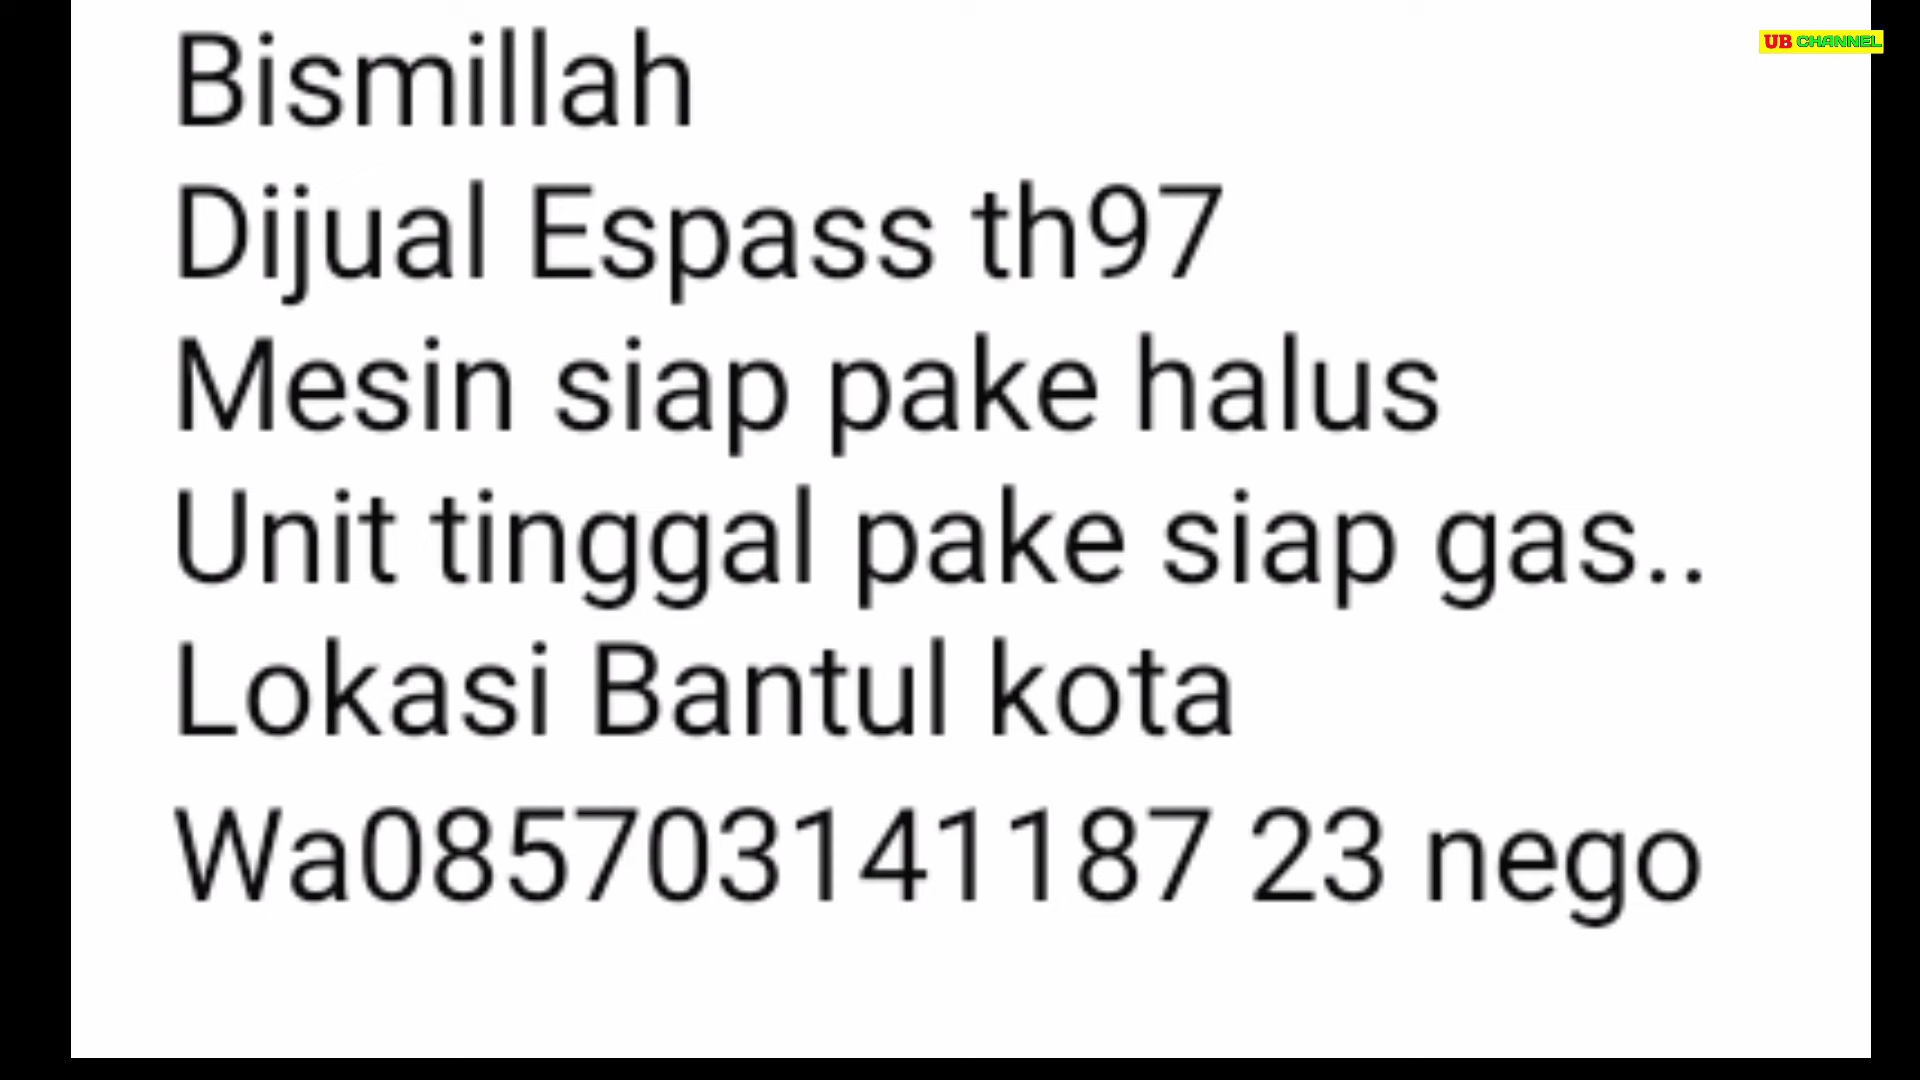 Bismillah
UB CHANNEL
Dijual Espass th97
Mesin siap pake halus
Unit tinggal pake siap gas..
Lokasi Bantul kota
Wa085703141187 23 nego